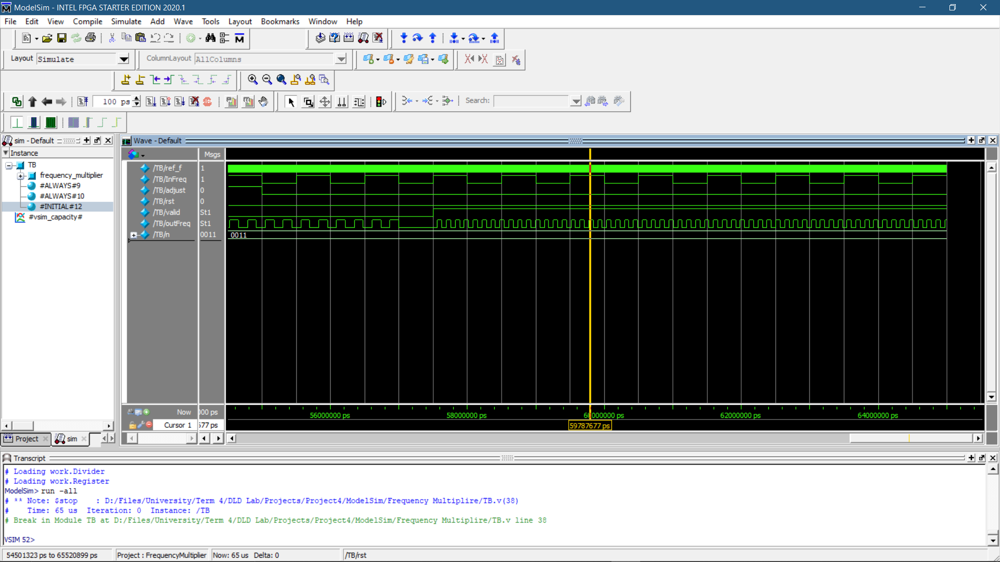 ModelSim - INTEL FPGA STARTER EDITION 2020.1
File Edit View Compile Simulate Add Wave Tools Layout Bookmarks Window Help
Layout Simulate ColumnLayout AllColumns
100 ps Search:
sim - Default
Instance
TB
frequency_multiplier
#ALWAYS#9
#ALWAYS#10
#INITIAL#12
#vsim_capacity#
Project sim
Wave - Default
Msgs
/TB/ref_f 1
/TB/InFreq 1
/TB/adjust 0
/TB/rst 0
/TB/valid St1
/TB/outFreq St1
/TB/n 0011 0011
Now 000 ps 56000000 ps 58000000 ps 60000000 ps 62000000 ps 64000000 ps
Cursor 1 577 ps 59787677 ps
Transcript
# Loading work.Divider
# Loading work.Register
ModelSim> run -all
# ** Note: $stop : D:/Files/University/Term 4/DLD Lab/Projects/Project4/ModelSim/Frequency Multiplire/TB.v(38)
# Time: 65 us Iteration: 0 Instance: /TB
# Break in Module TB at D:/Files/University/Term 4/DLD Lab/Projects/Project4/ModelSim/Frequency Multiplire/TB.v line 38
VSIM 52>
54501323 ps to 65520899 ps Project : FrequencyMultiplier Now: 65 us Delta: 0 /TB/rst